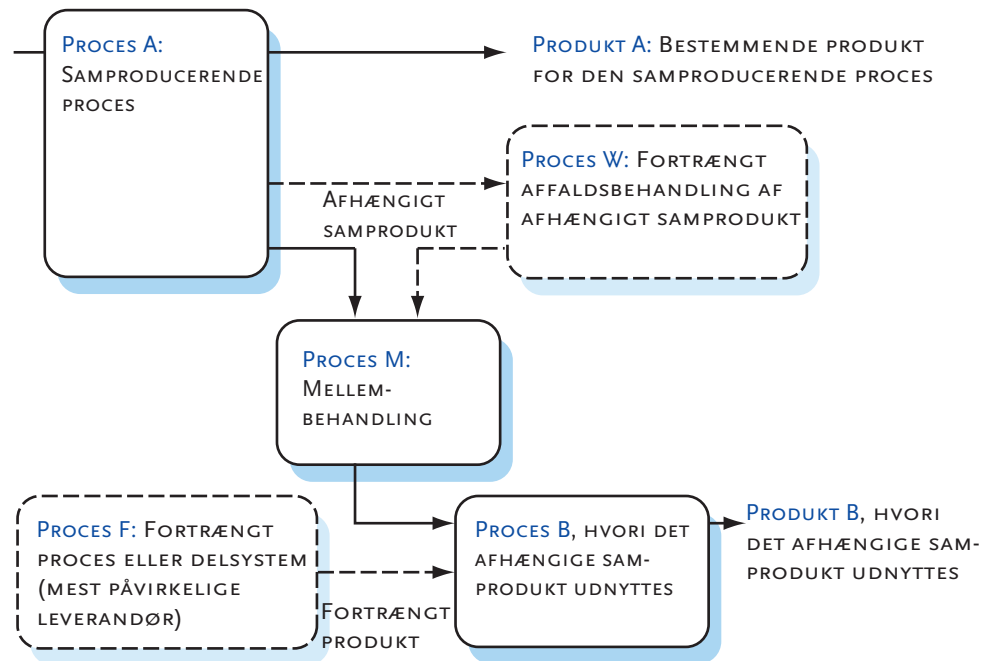 Proces A:
Samproducerende
proces
Produkt A: Bestemmende produkt
for den samproducerende proces
Proces W: Fortrængt
affaldsbehandling af
afhængigt samprodukt
Afhængigt
samprodukt
Proces M:
Mellem-
behandling
Proces F: Fortrængt
proces eller delsystem
(mest påvirkelige
leverandør)
Fortrængt
produkt
Proces B, hvori det
afhængige sam-
produkt udnyttes
Produkt B, hvori
det afhængige sam-
produkt udnyttes